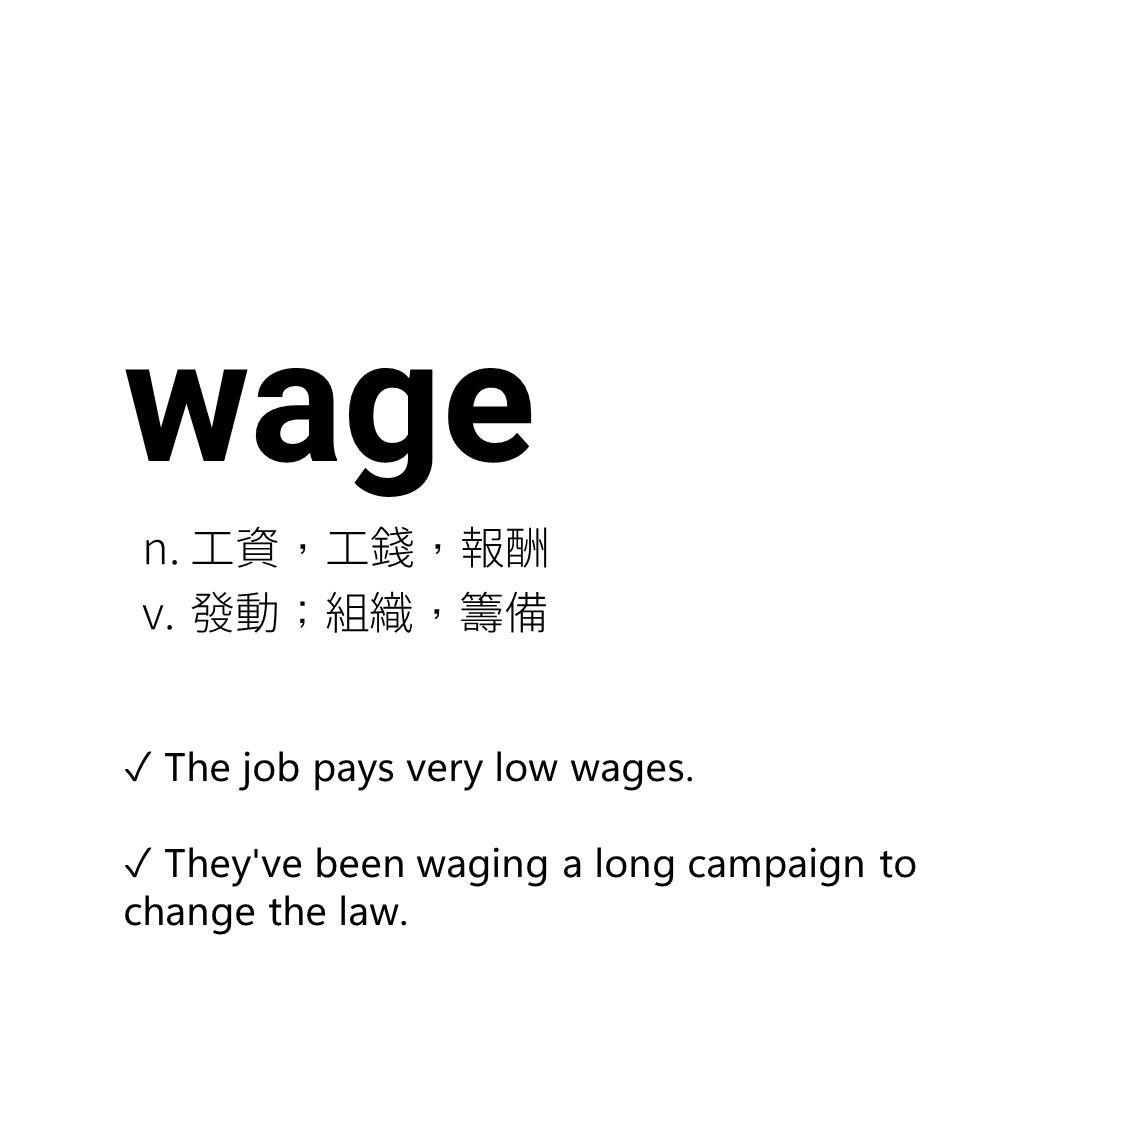 wage
n. 工資，工錢，報酬
v. 發動；組織，籌備
✓ The job pays very low wages.
✓ They've been waging a long campaign to
change the law.